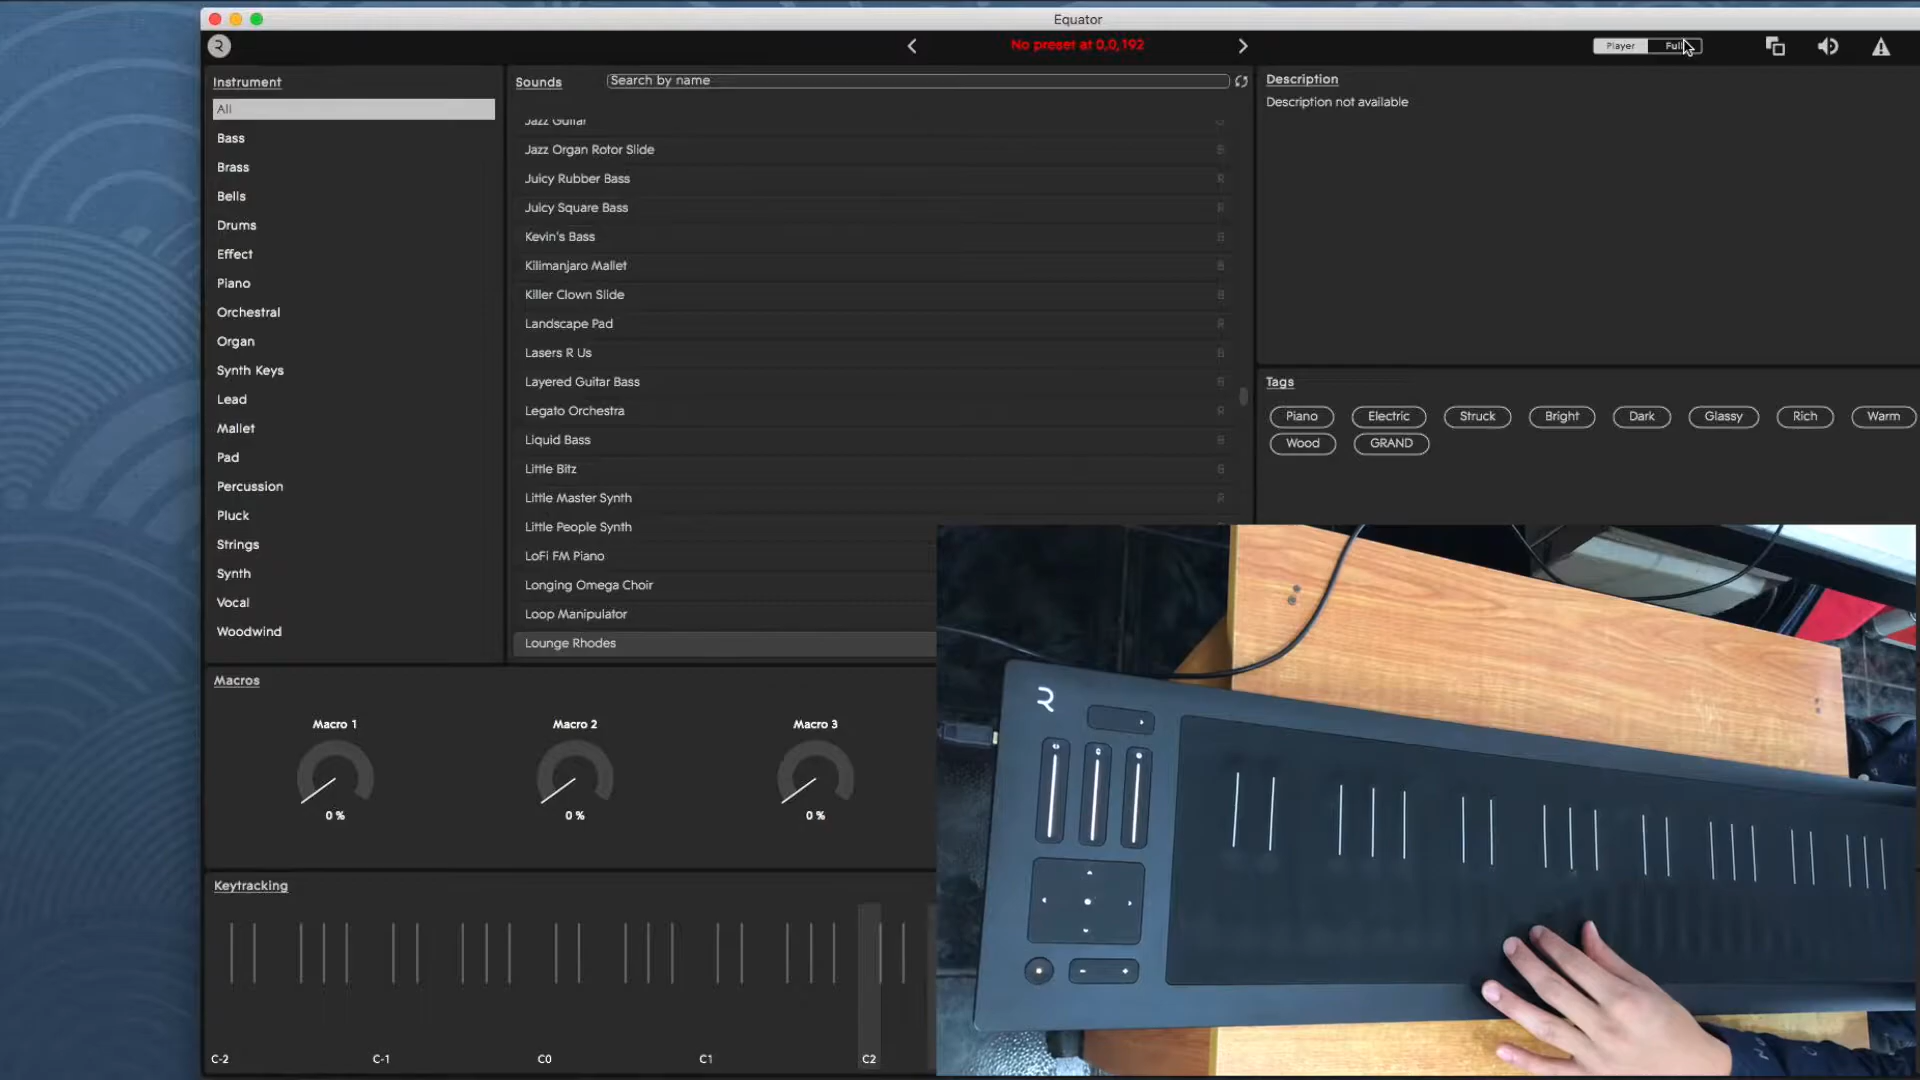 Equator
No preset at 0,0,192
Player Full
Instrument
All
Bass
Brass
Bells
Drums
Effect
Piano
Orchestral
Organ
Synth Keys
Lead
Mallet
Pad
Percussion
Pluck
Strings
Synth
Vocal
Woodwind
Sounds
Search by name
Jazz Guitar
Jazz Organ Rotor Slide
Juicy Rubber Bass R
Juicy Square Bass R
Kevin's Bass
Kilimanjaro Mallet
Killer Clown Slide
Landscape Pad R
Lasers R Us
Layered Guitar Bass
Legato Orchestra R
Liquid Bass
Little Bitz
Little Master Synth R
Little People Synth
LoFi FM Piano
Longing Omega Choir
Loop Manipulator
Lounge Rhodes
Description
Description not available
Tags
Piano Electric Struck Bright Dark Glassy Rich Warm
Wood GRAND
Macros
Macro 1 Macro 2 Macro 3
0 % 0 % 0 %
Keytracking
C-2 C-1 C0 C1 C2